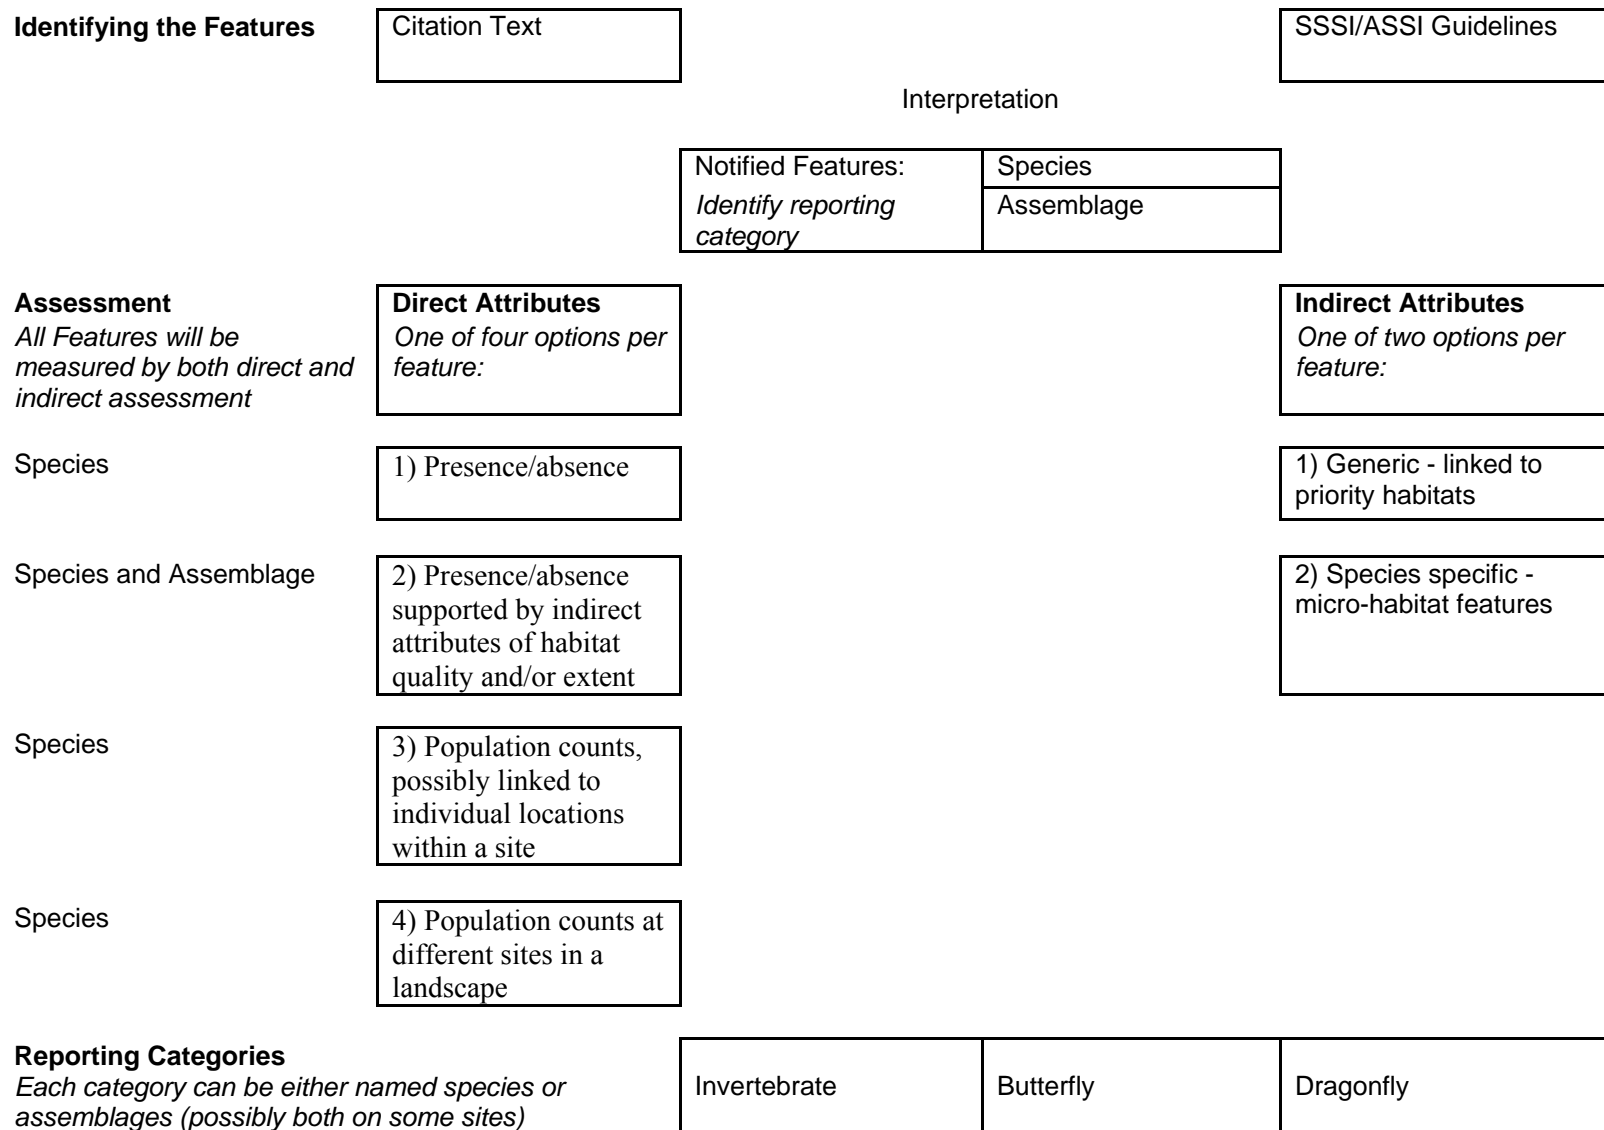 Identifying the Features
Citation Text
SSSI/ASSI Guidelines
Interpretation
Notified Features:
Identify reporting
category
Species
Assemblage
Assessment
All Features will be
measured by both direct and
indirect assessment
Direct Attributes
One of four options per
feature:
Indirect Attributes
One of two options per
feature:
Species
1) Presence/absence
1) Generic - linked to
priority habitats
Species and Assemblage
2) Presence/absence
supported by indirect
attributes of habitat
quality and/or extent
2) Species specific -
micro-habitat features
Species
3) Population counts,
possibly linked to
individual locations
within a site
Species
4) Population counts at
different sites in a
landscape
Reporting Categories
Each category can be either named species or
assemblages (possibly both on some sites)
Invertebrate
Butterfly
Dragonfly